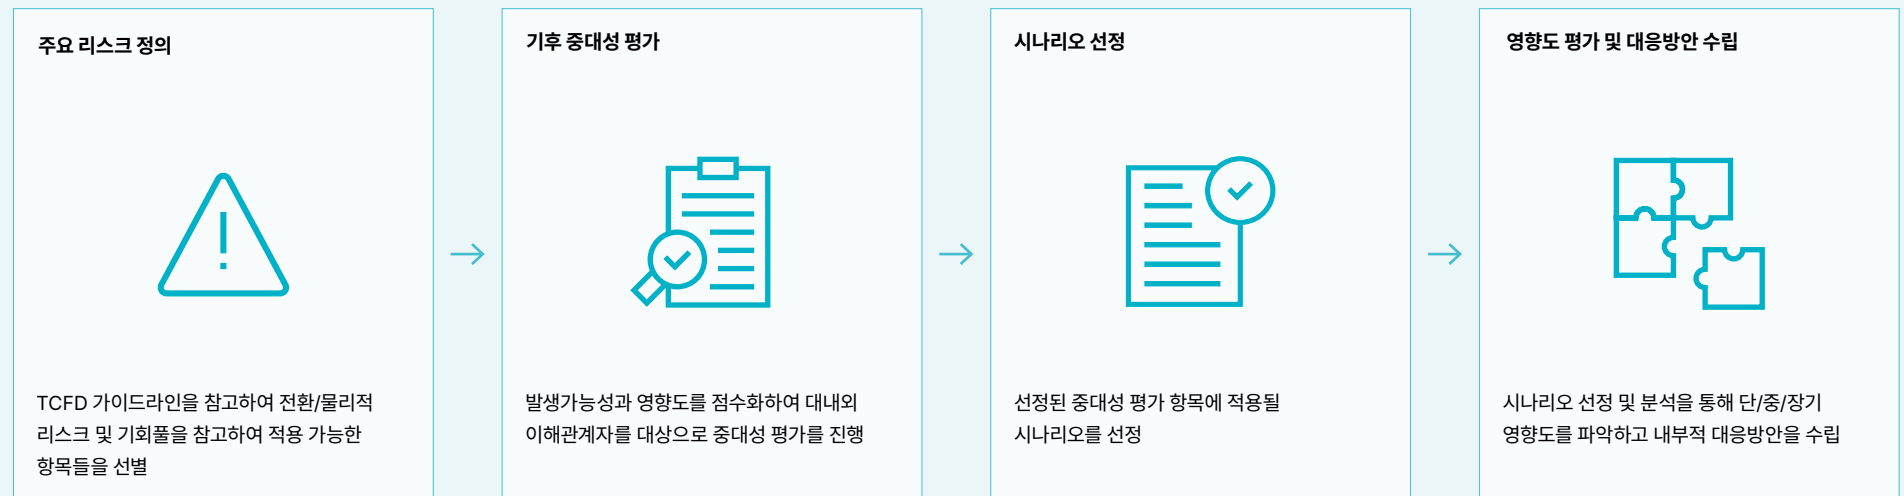 주요 리스크 정의
TCFD 가이드라인을 참고하여 전환/물리적
리스크 및 기회풀을 참고하여 적용 가능한
항목들을 선별
기후 중대성 평가
발생가능성과 영향도를 점수화하여 대내외
이해관계자를 대상으로 중대성 평가를 진행
시나리오 선정
선정된 중대성 평가 항목에 적용될
시나리오를 선정
영향도 평가 및 대응방안 수립
시나리오 선정 및 분석을 통해 단/중/장기
영향도를 파악하고 내부적 대응방안을 수립